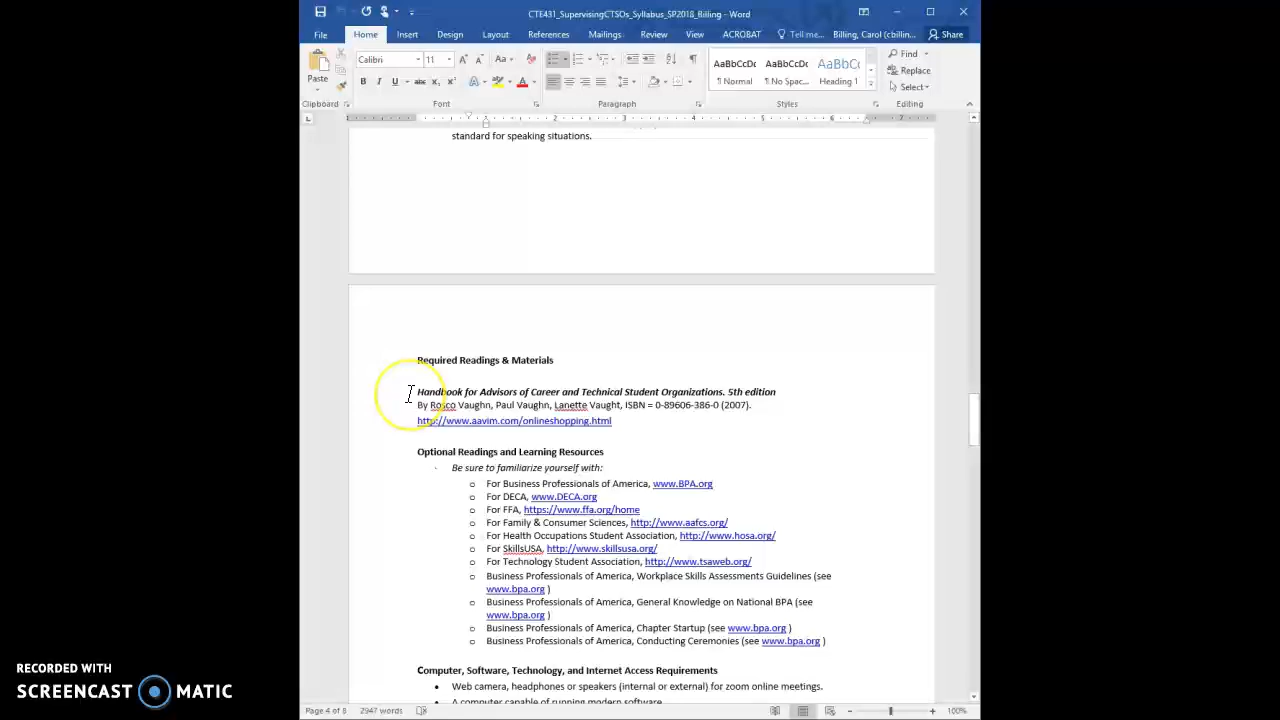 CTE431_SupervisingCTSOs_Syllabus_SP2018_Billing - Word
File Home Insert Design Layout References Mailings Review View ACROBAT Tell me... Billing, Carol (cbillin... Share
Calibri 11 AaBbCcDc AaBbCcDc AaBbCc Find
Paste ¶ Normal ¶ No Spac... Heading 1 Replace
Select
Clipboard Font Paragraph Styles Editing
standard for speaking situations.
Required Readings & Materials
Handbook for Advisors of Career and Technical Student Organizations. 5th edition
By Rosco Vaughn, Paul Vaughn, Lanette Vaught, ISBN = 0-89606-386-0 (2007).
http://www.aavim.com/onlineshopping.html
Optional Readings and Learning Resources
· Be sure to familiarize yourself with:
o For Business Professionals of America, www.BPA.org
o For DECA, www.DECA.org
o For FFA, https://www.ffa.org/home
o For Family & Consumer Sciences, http://www.aafcs.org/
o For Health Occupations Student Association, http://www.hosa.org/
o For SkillsUSA, http://www.skillsusa.org/
o For Technology Student Association, http://www.tsaweb.org/
o Business Professionals of America, Workplace Skills Assessments Guidelines (see
www.bpa.org )
o Business Professionals of America, General Knowledge on National BPA (see
www.bpa.org )
o Business Professionals of America, Chapter Startup (see www.bpa.org )
o Business Professionals of America, Conducting Ceremonies (see www.bpa.org )
Computer, Software, Technology, and Internet Access Requirements
• Web camera, headphones or speakers (internal or external) for zoom online meetings.
• A computer capable of running modern software
Page 4 of 8 2947 words 100%
RECORDED WITH
SCREENCAST MATIC